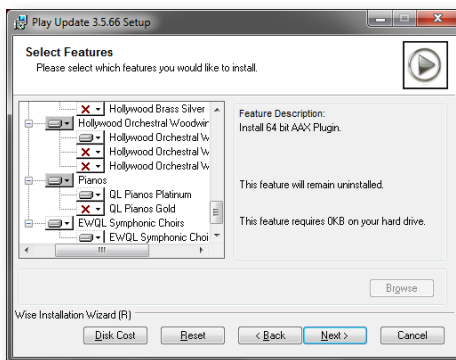 Play Update 3.5.66 Setup
Select Features
Please select which features you would like to install.
Hollywood Brass Silver
Hollywood Orchestral Woodwin
Hollywood Orchestral W
Hollywood Orchestral W
Hollywood Orchestral W
Pianos
QL Pianos Platinum
QL Pianos Gold
EWQL Symphonic Choirs
EWQL Symphonic Choi
Feature Description:
Install 64 bit AAX Plugin.
This feature will remain uninstalled.
This feature requires 0KB on your hard drive.
Browse
Wise Installation Wizard (R)
Disk Cost
Reset
< Back
Next >
Cancel